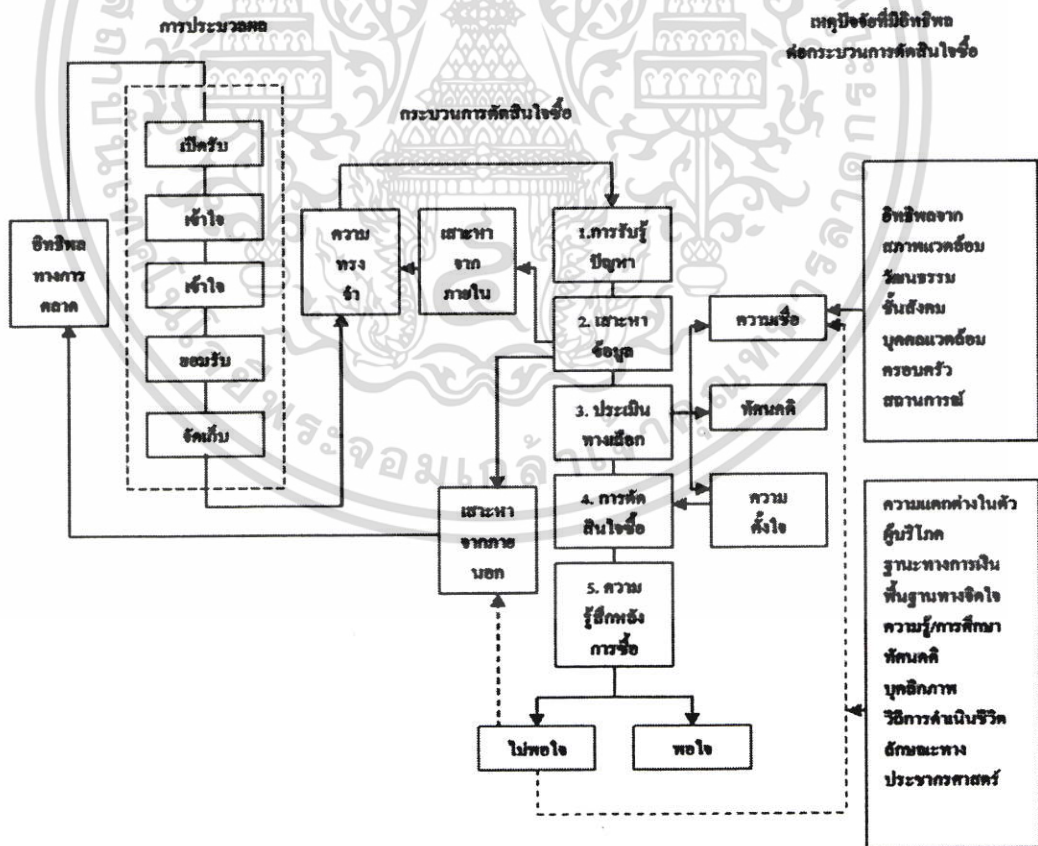 การประมวลผล
เหตุปัจจัยที่มีอิทธิพล
ต่อกระบวนการตัดสินใจซื้อ
กระบวนการตัดสินใจซื้อ
เปิดรับ
เข้าใจ
เข้าใจ
ยอมรับ
จัดเก็บ
อิทธิพล
ทางการ
ตลาด
ความ
ทรง
จำ
เสาะหา
จาก
ภายใน
1.การรับรู้
ปัญหา
2. เสาะหา
ข้อมูล
3. ประเมิน
ทางเลือก
4. การตัด
สินใจซื้อ
5. ความ
รู้สึกหลัง
การซื้อ
เสาะหา
จากภาย
นอก
ไม่พอใจ
พอใจ
ความเชื่อ
ทัศนคติ
ความ
ตั้งใจ
อิทธิพลจาก
สภาพแวดล้อม
วัฒนธรรม
ชั้นสังคม
บุคคลแวดล้อม
ครอบครัว
สถานการณ์
ความแตกต่างในตัว
ผู้บริโภค
ฐานะทางการเงิน
พื้นฐานทางจิตใจ
ความรู้/การศึกษา
ทัศนคติ
บุคลิกภาพ
วิธีการดำเนินชีวิต
ลักษณะทาง
ประชากรศาสตร์